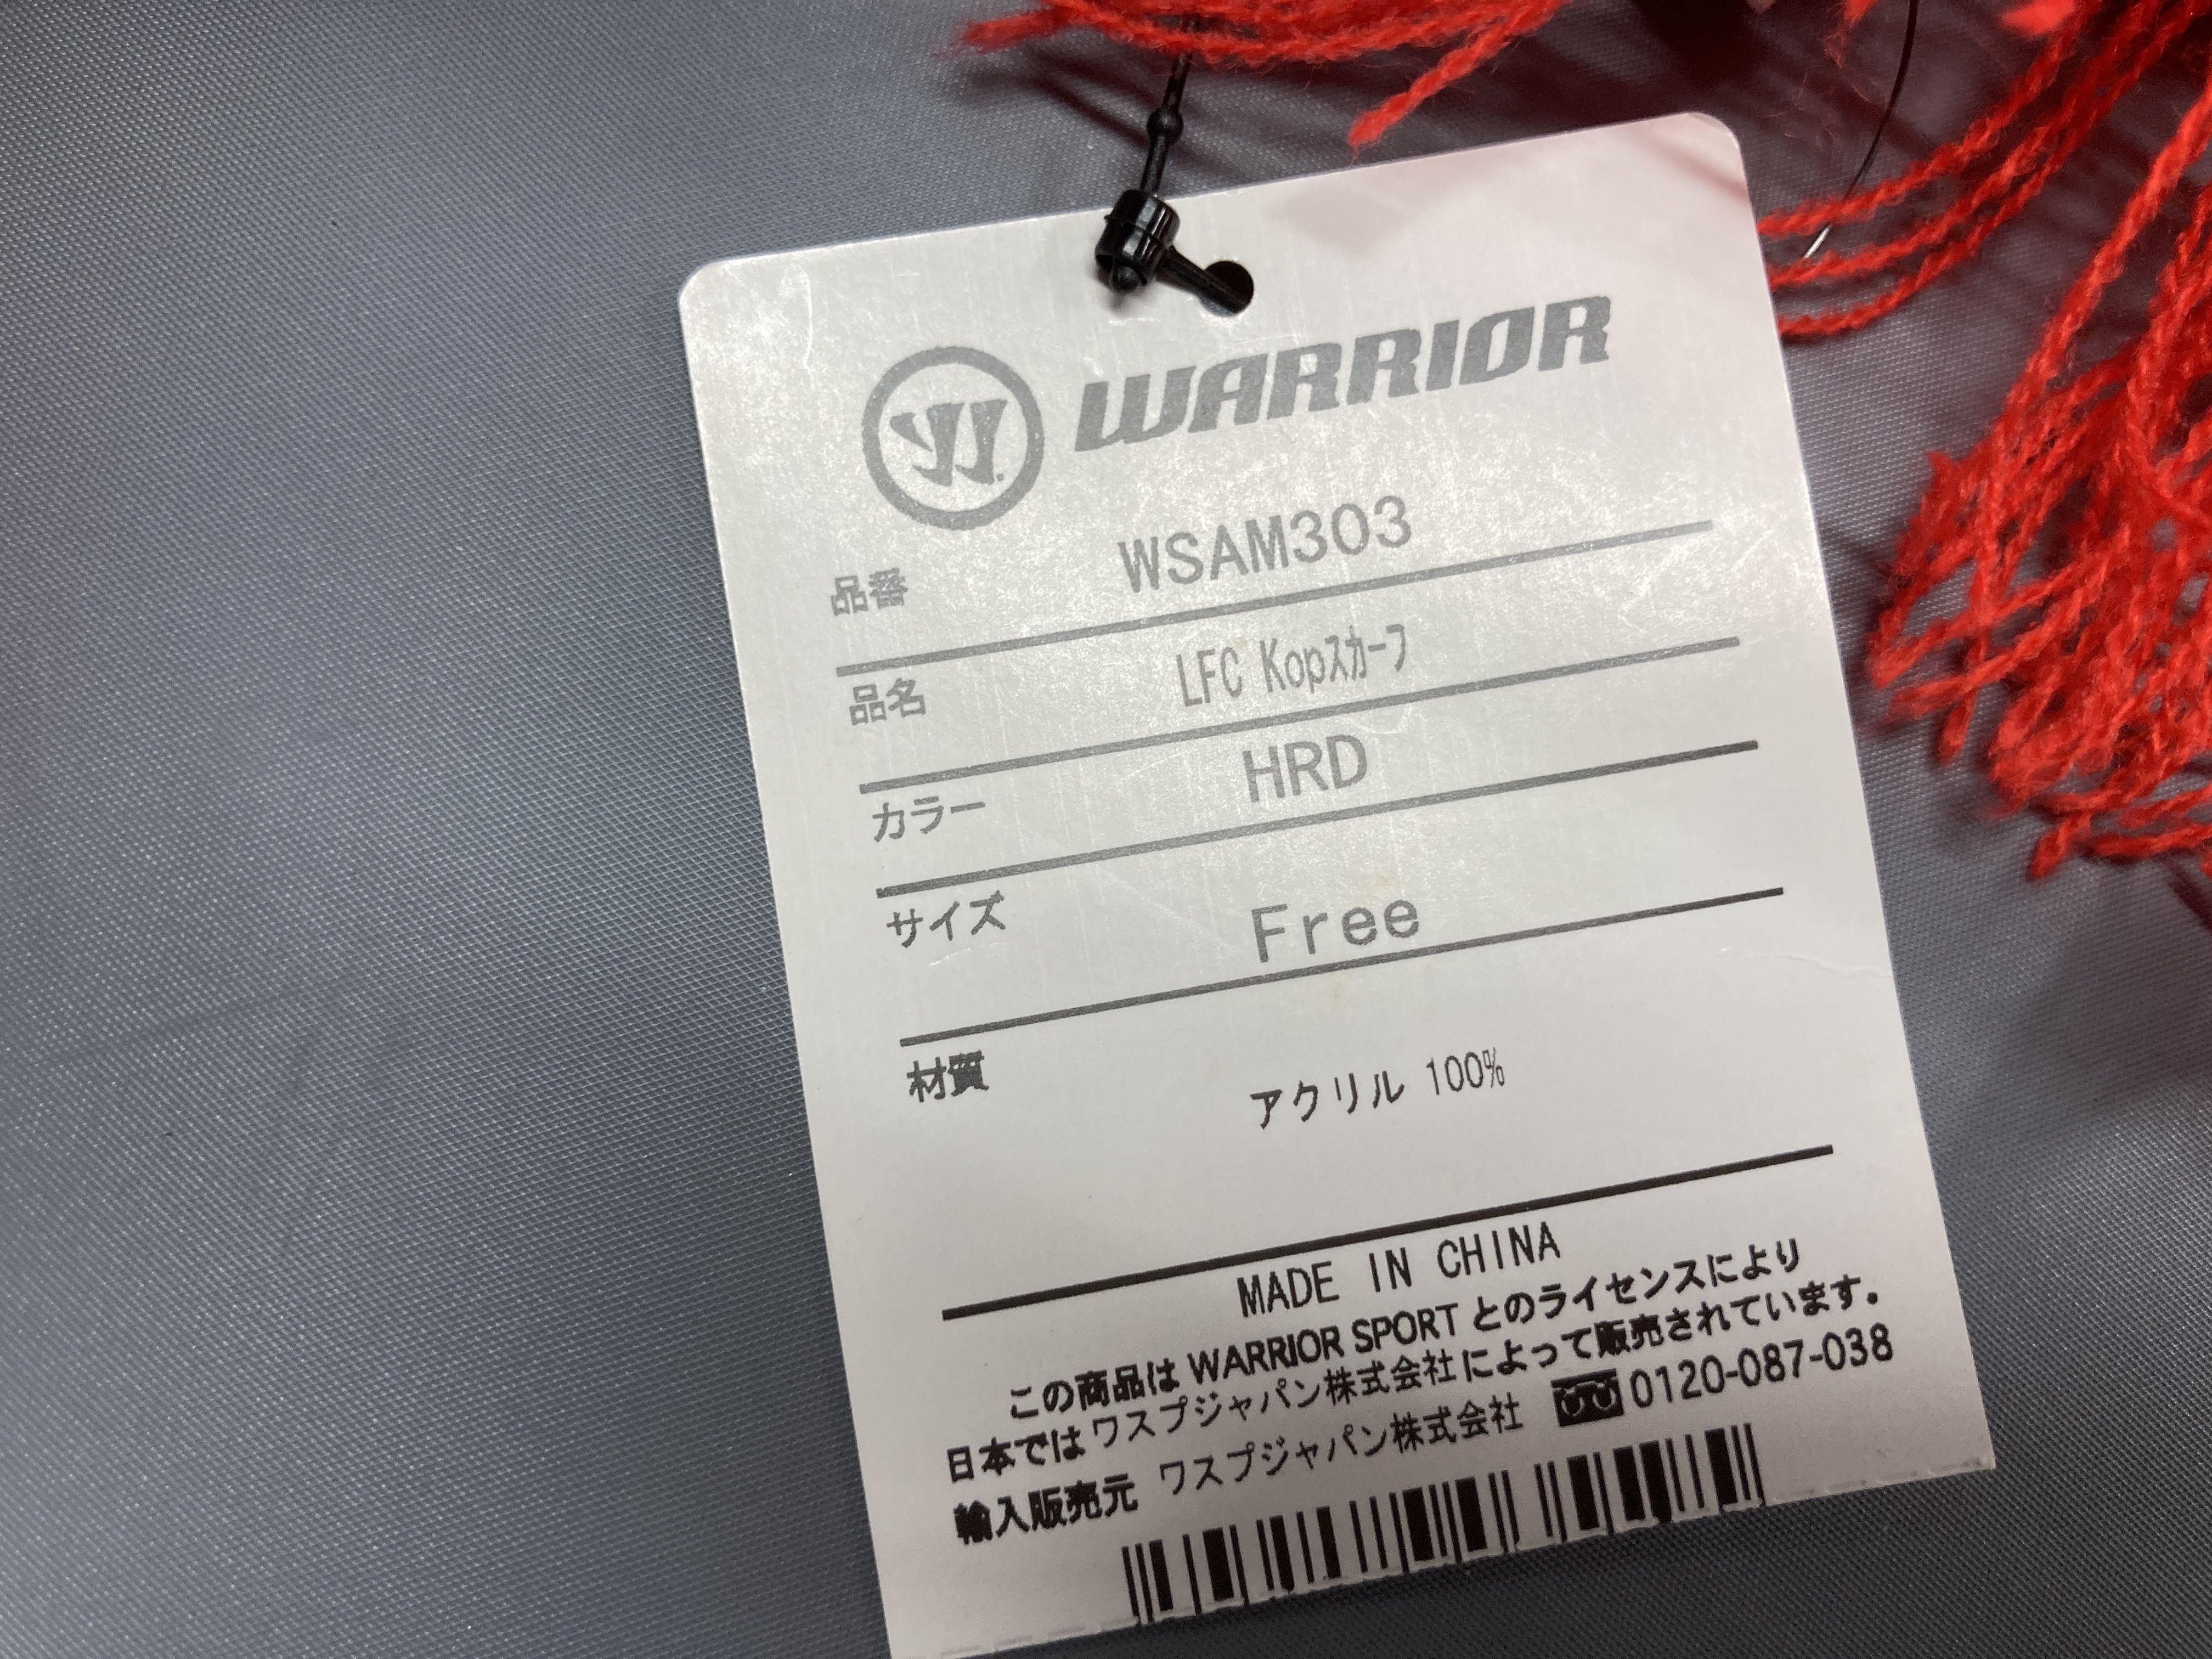 WARRIOR
品番 WSAM303
品名 LFC Kopｽｶｰﾌ
カラー HRD
サイズ Free
材質 アクリル 100%
MADE IN CHINA
この商品は WARRIOR SPORT とのライセンスにより
日本では ワスプジャパン株式会社 によって販売されています。
輸入販売元 ワスプジャパン株式会社 0120-087-038